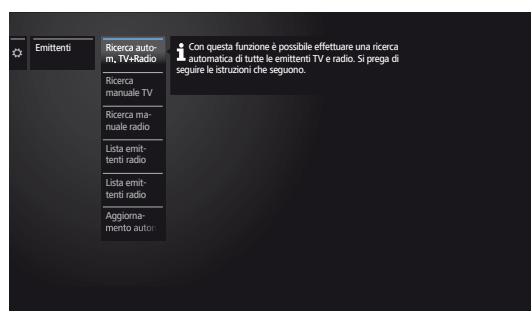 Emittenti
Ricerca auto-
m. TV+Radio
Con questa funzione è possibile effettuare una ricerca
automatica di tutte le emittenti TV e radio. Si prega di
seguire le istruzioni che seguono.
Ricerca
manuale TV
Ricerca ma-
nuale radio
Lista emit-
tenti radio
Lista emit-
tenti radio
Aggiorna-
mento auton